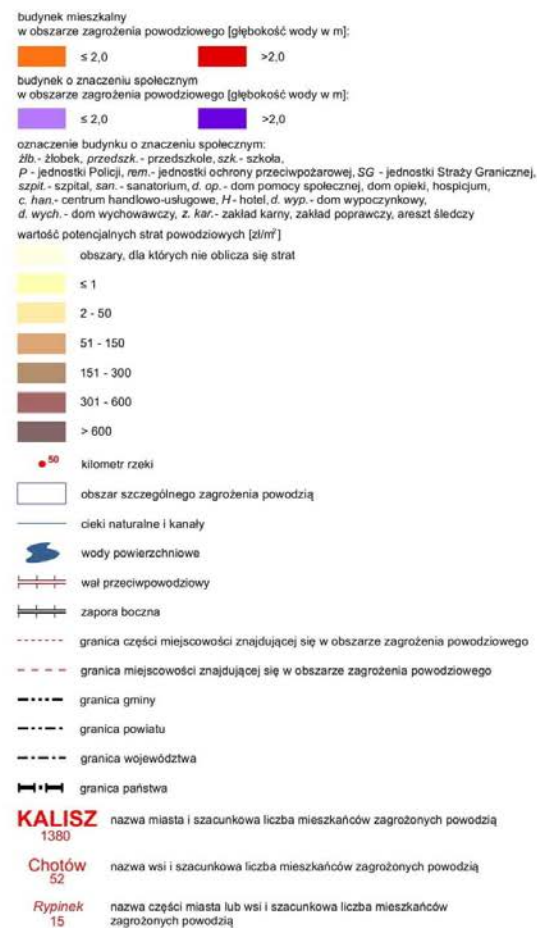 budynek mieszkalny
w obszarze zagrożenia powodziowego [głębokość wody w m]:
≤ 2,0 >2,0
budynek o znaczeniu społecznym
w obszarze zagrożenia powodziowego [głębokość wody w m]:
≤ 2,0 >2,0
oznaczenie budynku o znaczeniu społecznym:
żłb.- żłobek, przedszk.- przedszkole, szk.- szkoła,
P - jednostki Policji, rem.- jednostki ochrony przeciwpożarowej, SG - jednostki Straży Granicznej,
szpit.- szpital, san.- sanatorium, d. op.- dom pomocy społecznej, dom opieki, hospicjum,
c. han.- centrum handlowo-usługowe, H - hotel, d. wyp.- dom wypoczynkowy,
d. wych.- dom wychowawczy, z. kar.- zakład karny, zakład poprawczy, areszt śledczy
wartość potencjalnych strat powodziowych [zł/m²]
obszary, dla których nie oblicza się strat
≤ 1
2 - 50
51 - 150
151 - 300
301 - 600
> 600
50 kilometr rzeki
obszar szczególnego zagrożenia powodzią
cieki naturalne i kanały
wody powierzchniowe
wał przeciwpowodziowy
zapora boczna
granica części miejscowości znajdującej się w obszarze zagrożenia powodziowego
granica miejscowości znajdującej się w obszarze zagrożenia powodziowego
granica gminy
granica powiatu
granica województwa
granica państwa
KALISZ nazwa miasta i szacunkowa liczba mieszkańców zagrożonych powodzią
1380
Chotów nazwa wsi i szacunkowa liczba mieszkańców zagrożonych powodzią
52
Rypinek nazwa części miasta lub wsi i szacunkowa liczba mieszkańców
15 zagrożonych powodzią